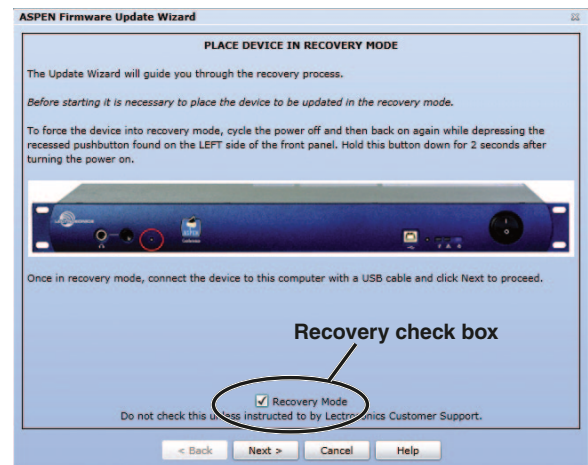 ASPEN Firmware Update Wizard
PLACE DEVICE IN RECOVERY MODE
The Update Wizard will guide you through the recovery process.
Before starting it is necessary to place the device to be updated in the recovery mode.
To force the device into recovery mode, cycle the power off and then back on again while depressing the
recessed pushbutton found on the LEFT side of the front panel. Hold this button down for 2 seconds after
turning the power on.
ASPEN
Conference
Once in recovery mode, connect the device to this computer with a USB cable and click Next to proceed.
Recovery check box
Recovery Mode
Do not check this unless instructed to by Lectrosonics Customer Support.
< Back Next > Cancel Help